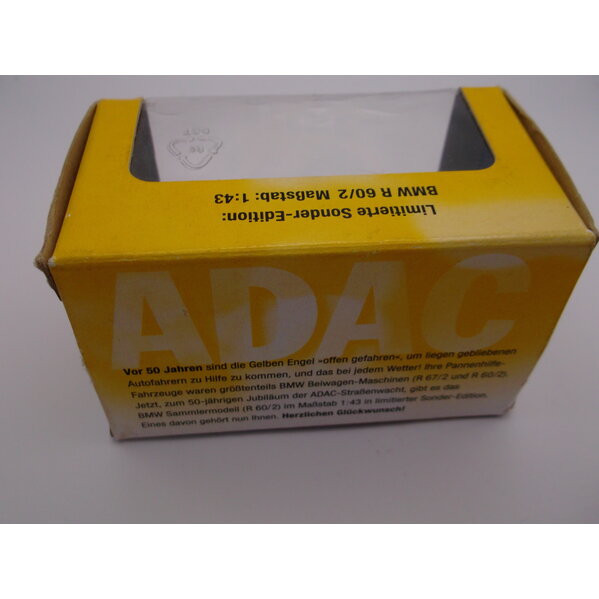 Limitierte Sonder-Edition:
BMW R 60/2 Maßstab: 1:43
ADAC
Vor 50 Jahren sind die Gelben Engel »offen gefahren«, um liegen gebliebenen
Autofahrern zu Hilfe zu kommen, und das bei jedem Wetter! Ihre Pannenhilfe-
Fahrzeuge waren größtenteils BMW Beiwagen-Maschinen (R 67/2 und R 60/2).
Jetzt, zum 50-jährigen Jubiläum der ADAC-Straßenwacht, gibt es das
BMW Sammlermodell (R 60/2) im Maßstab 1:43 in limitierter Sonder-Edition.
Eines davon gehört nun Ihnen. Herzlichen Glückwunsch!